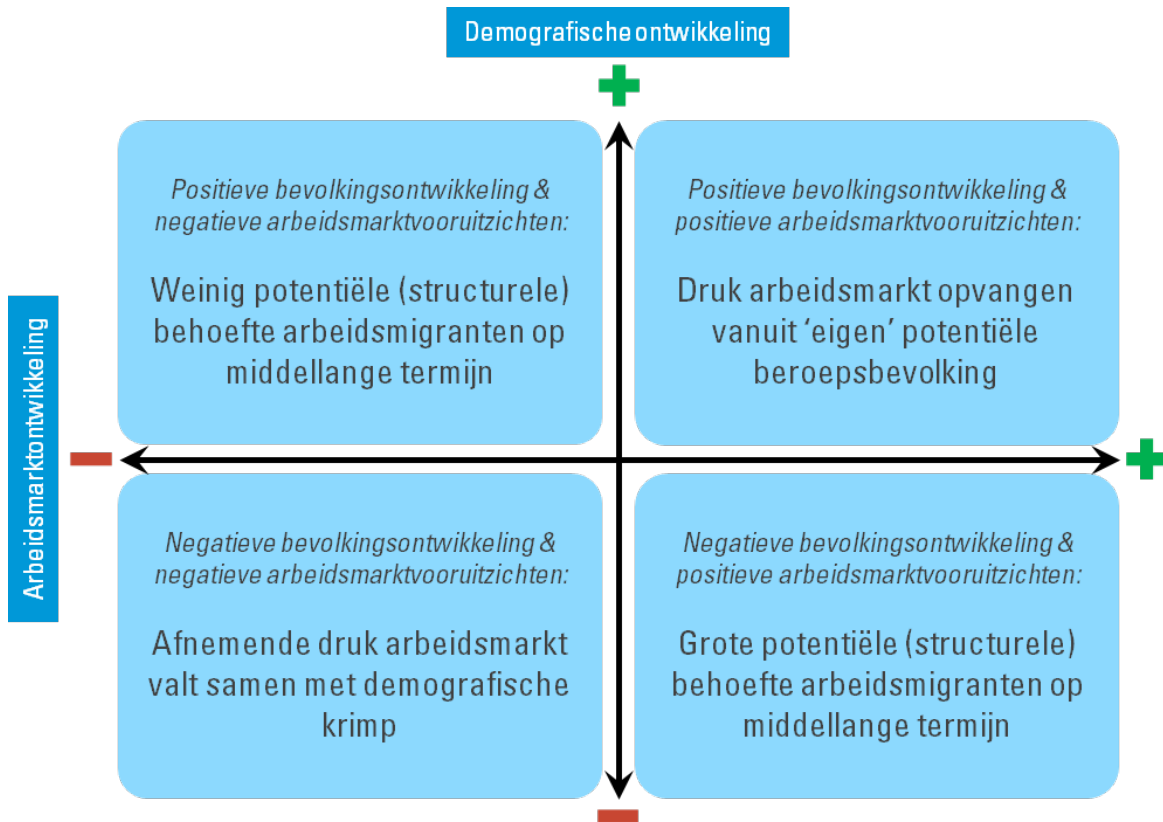 Demografische ontwikkeling
Positieve bevolkingsontwikkeling &
negatieve arbeidsmarktvooruitzichten:
Weinig potentiële (structurele)
behoefte arbeidsmigranten op
middellange termijn
Positieve bevolkingsontwikkeling &
positieve arbeidsmarktvooruitzichten:
Druk arbeidsmarkt opvangen
vanuit ‘eigen’ potentiële
beroepsbevolking
Arbeidsmarktontwikkeling
Negatieve bevolkingsontwikkeling &
negatieve arbeidsmarktvooruitzichten:
Afnemende druk arbeidsmarkt
valt samen met demografische
krimp
Negatieve bevolkingsontwikkeling &
positieve arbeidsmarktvooruitzichten:
Grote potentiële (structurele)
behoefte arbeidsmigranten op
middellange termijn